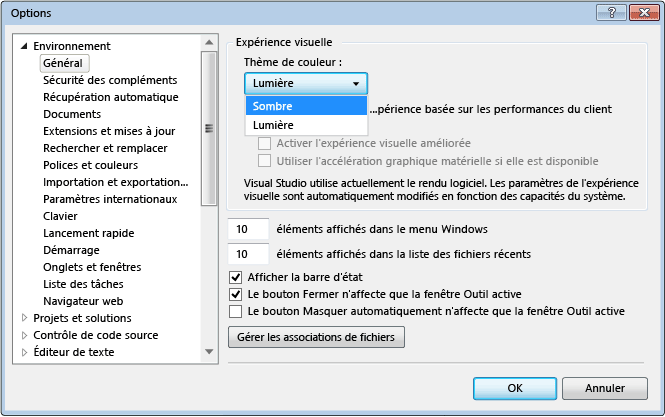 Options
Environnement
Général
Sécurité des compléments
Récupération automatique
Documents
Extensions et mises à jour
Rechercher et remplacer
Polices et couleurs
Importation et exportation...
Paramètres internationaux
Clavier
Lancement rapide
Démarrage
Onglets et fenêtres
Liste des tâches
Navigateur web
Projets et solutions
Contrôle de code source
Éditeur de texte
Expérience visuelle
Thème de couleur :
Lumière
Sombre
Lumière
...périence basée sur les performances du client
Activer l'expérience visuelle améliorée
Utiliser l'accélération graphique matérielle si elle est disponible
Visual Studio utilise actuellement le rendu logiciel. Les paramètres de l'expérience
visuelle sont automatiquement modifiés en fonction des capacités du système.
10 éléments affichés dans le menu Windows
10 éléments affichés dans la liste des fichiers récents
Afficher la barre d'état
Le bouton Fermer n'affecte que la fenêtre Outil active
Le bouton Masquer automatiquement n'affecte que la fenêtre Outil active
Gérer les associations de fichiers
OK
Annuler